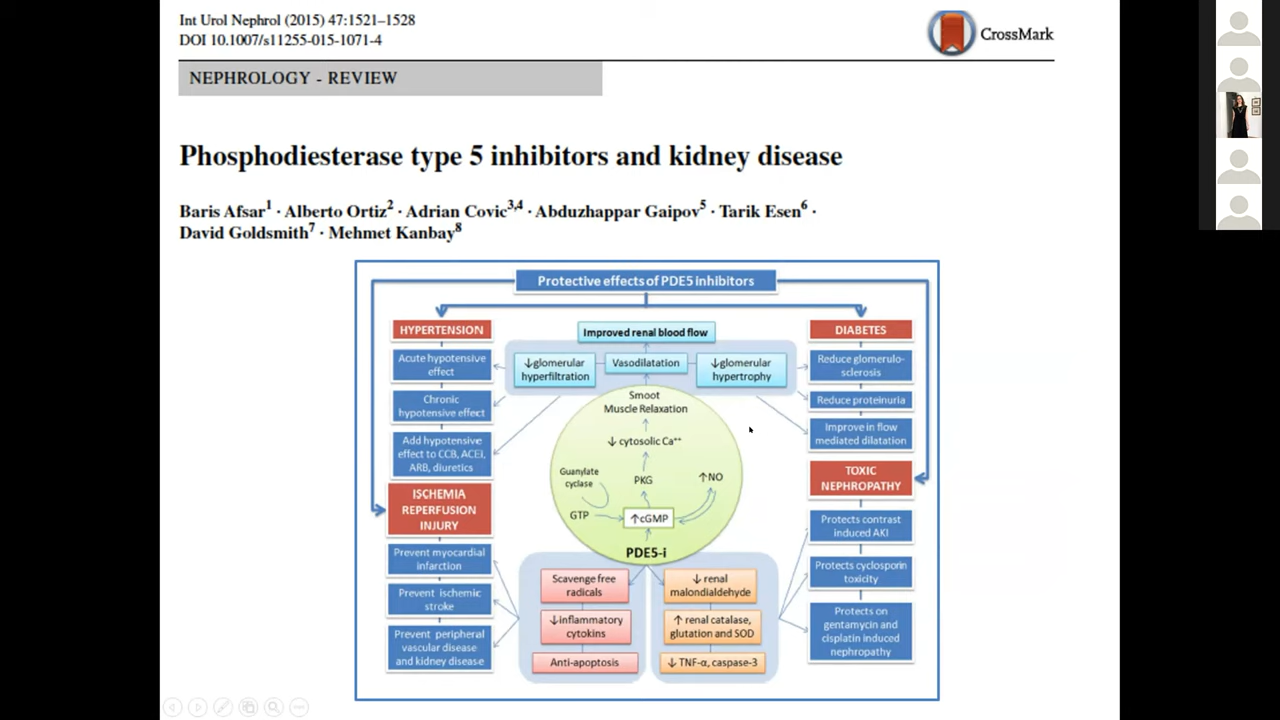 Int Urol Nephrol (2015) 47:1521–1528
DOI 10.1007/s11255-015-1071-4
CrossMark
NEPHROLOGY - REVIEW
Phosphodiesterase type 5 inhibitors and kidney disease
Baris Afsar1 · Alberto Ortiz2 · Adrian Covic3,4 · Abduzhappar Gaipov5 · Tarik Esen6 ·
David Goldsmith7 · Mehmet Kanbay8
Protective effects of PDE5 inhibitors
HYPERTENSION
Acute hypotensive
effect
Chronic
hypotensive effect
Add hypotensive
effect to CCB, ACEi,
ARB, diuretics
ISCHEMIA
REPERFUSION
INJURY
Prevent myocardial
infarction
Prevent ischemic
stroke
Prevent peripheral
vascular disease
and kidney disease
Improved renal blood flow
↓glomerular
hyperfiltration
Vasodilatation
↓glomerular
hypertrophy
Smoot
Muscle Relaxation
↓ cytosolic Ca++
Guanylate
cyclase
PKG
↑NO
GTP
↑cGMP
PDE5-i
Scavenge free
radicals
↓inflammatory
cytokins
Anti-apoptosis
↓ renal
malondialdehyde
↑ renal catalase,
glutation and SOD
↓ TNF-α, caspase-3
DIABETES
Reduce glomerulo-
sclerosis
Reduce proteinuria
Improve in flow
mediated dilatation
TOXIC
NEPHROPATHY
Protects contrast
induced AKI
Protects cyclosporin
toxicity
Protects on
gentamycin and
cisplatin induced
nephropathy